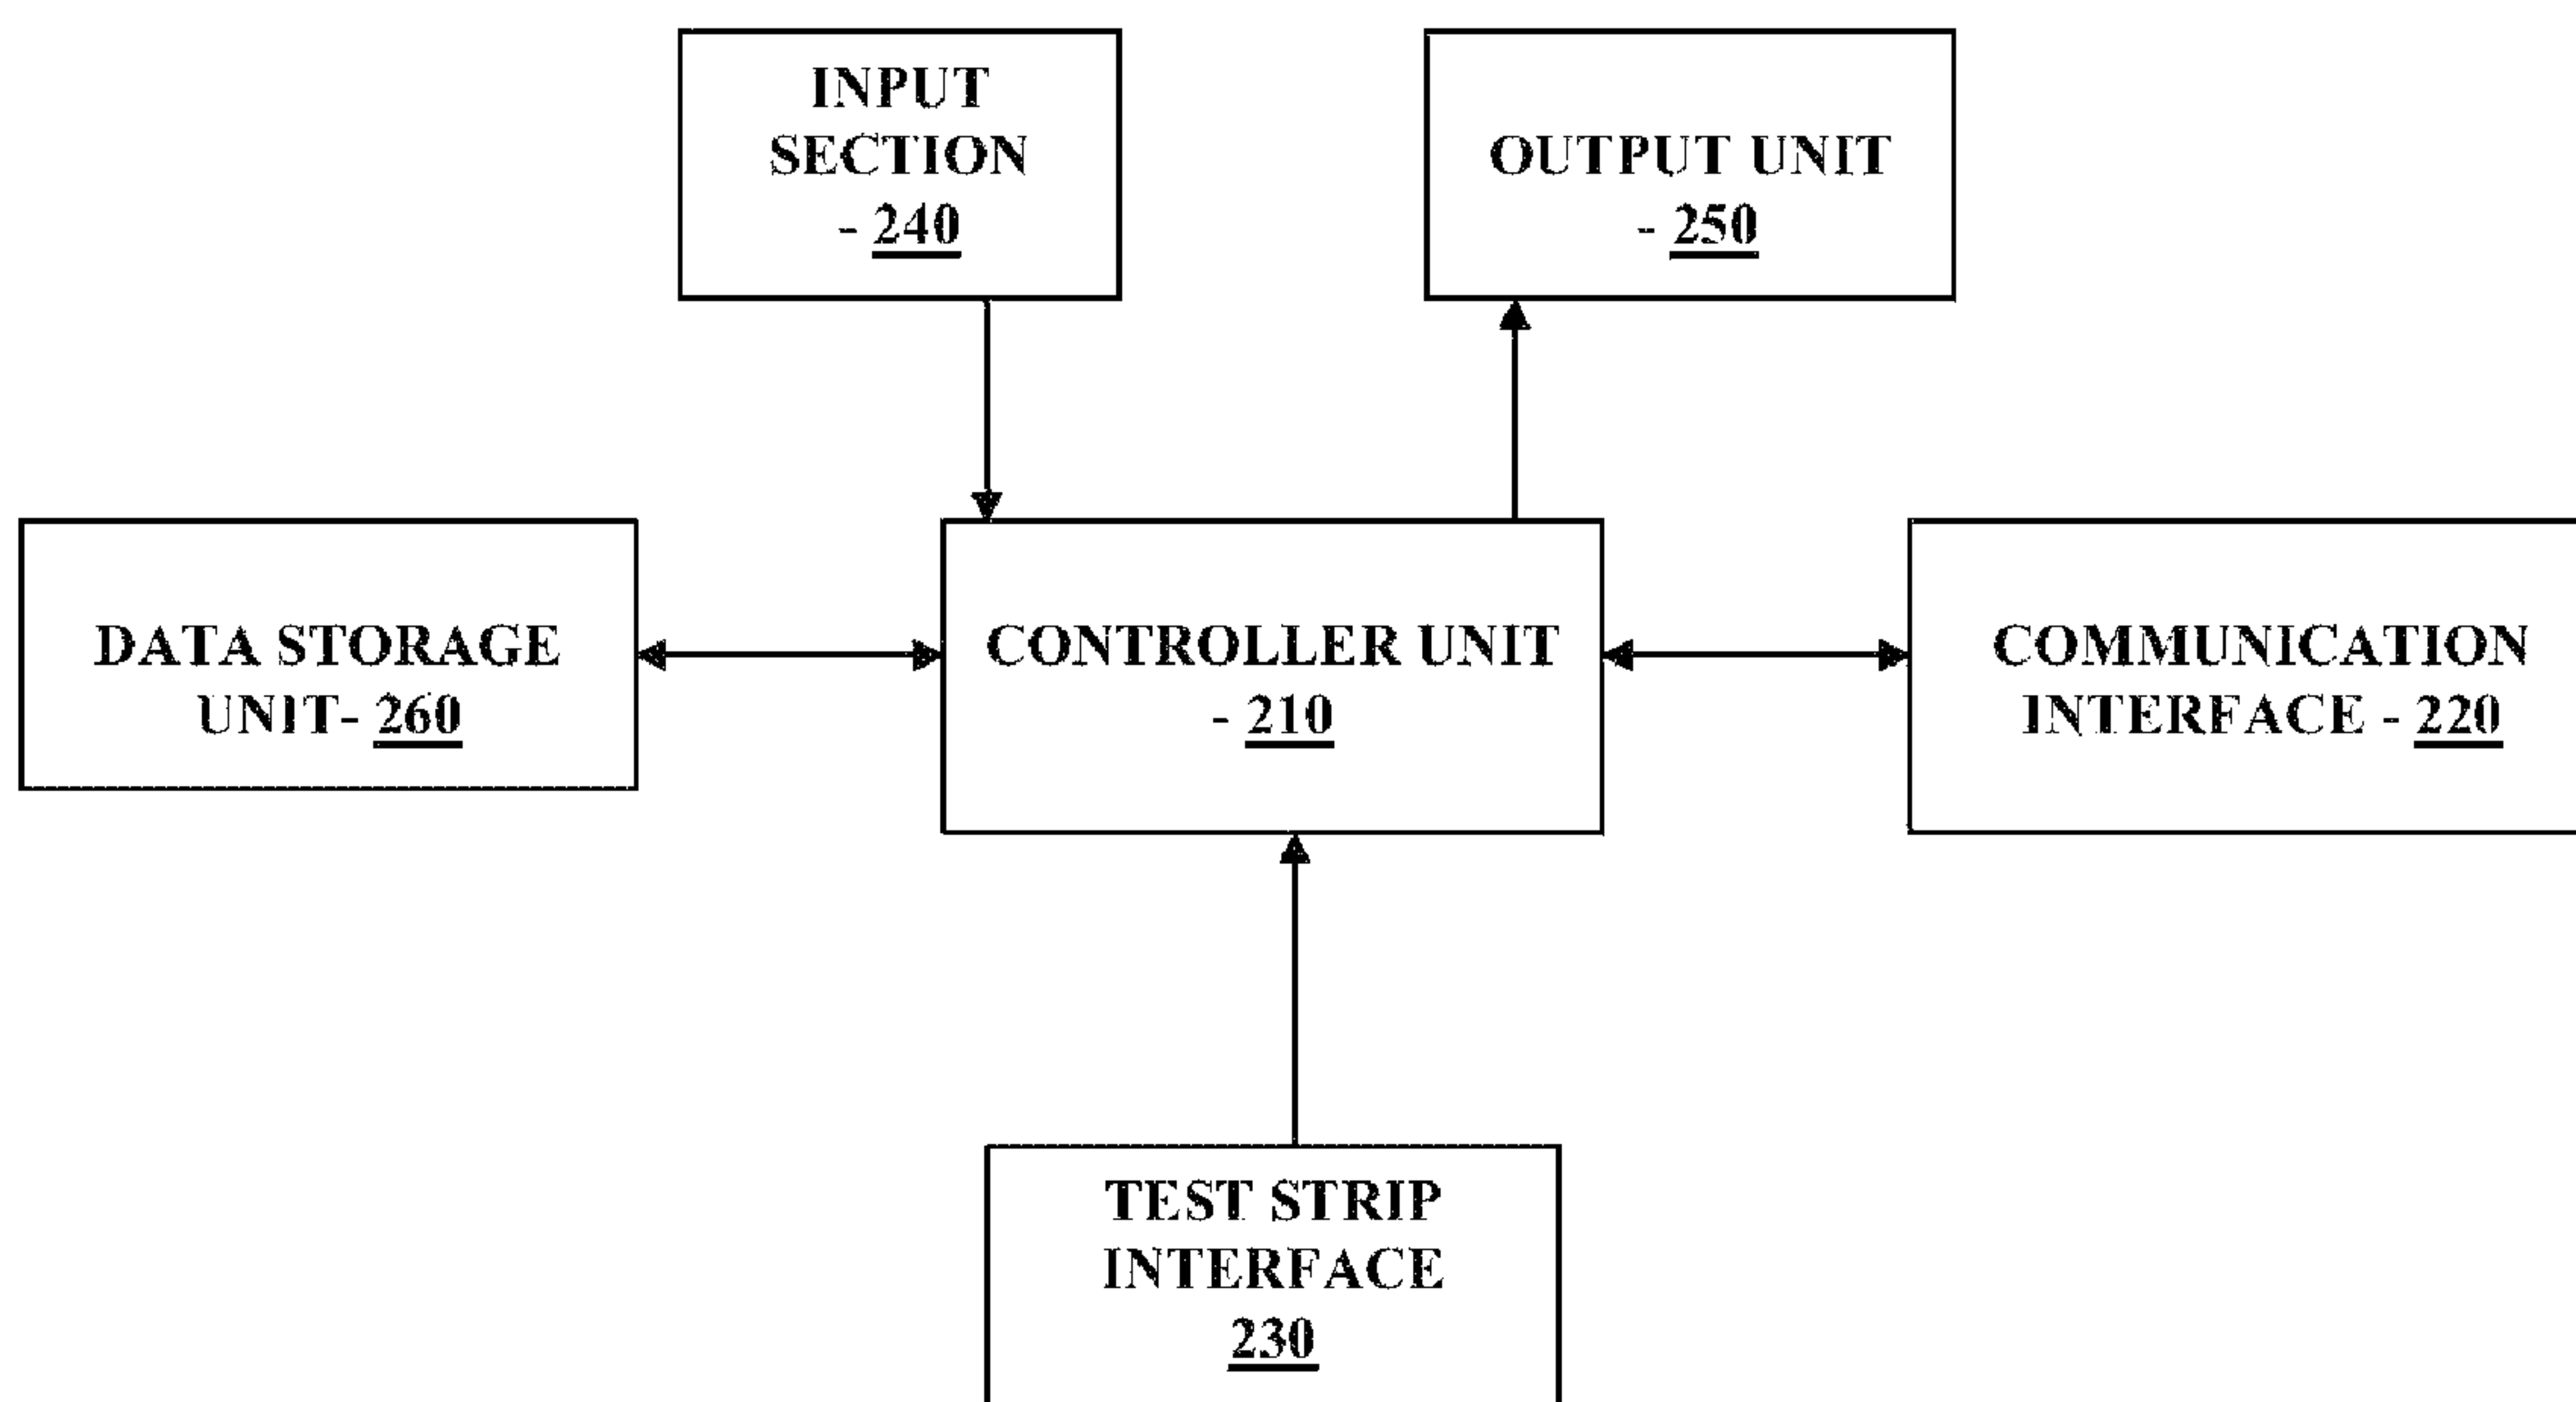 INPUT
SECTION
- 240
OUTPUT UNIT
- 250
DATA STORAGE
UNIT- 260
CONTROLLER UNIT
- 210
COMMUNICATION
INTERFACE - 220
TEST STRIP
INTERFACE
230